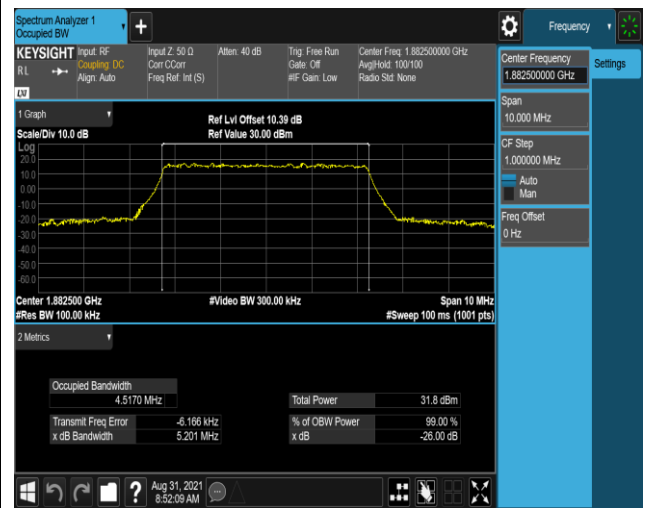 Spectrum Analyzer 1
Occupied BW
Frequency
KEYSIGHT
RL
LXI
Input: RF
Coupling: DC
Align: Auto
Input Z: 50 Ω
Corr CCorr
Freq Ref: Int (S)
Atten: 40 dB
Trig: Free Run
Gate: Off
#IF Gain: Low
Center Freq: 1.882500000 GHz
Avg|Hold: 100/100
Radio Std: None
Center Frequency
1.882500000 GHz
Settings
Span
10.000 MHz
CF Step
1.000000 MHz
Auto
Man
Freq Offset
0 Hz
1 Graph
Scale/Div 10.0 dB
Ref Lvl Offset 10.39 dB
Ref Value 30.00 dBm
Log
20.0
10.0
0.00
-10.0
-20.0
-30.0
-40.0
-50.0
-60.0
Center 1.882500 GHz
#Video BW 300.00 kHz
Span 10 MHz
#Res BW 100.00 kHz
#Sweep 100 ms (1001 pts)
2 Metrics
Occupied Bandwidth
4.5170 MHz
Total Power 31.8 dBm
Transmit Freq Error -6.166 kHz
% of OBW Power 99.00 %
x dB Bandwidth 5.201 MHz
x dB -26.00 dB
?
Aug 31, 2021
8:52:09 AM